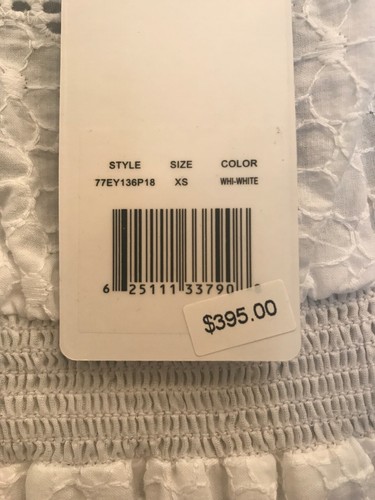 STYLE SIZE COLOR
77EY136P18 XS WHI-WHITE
6 25111 33790
$395.00